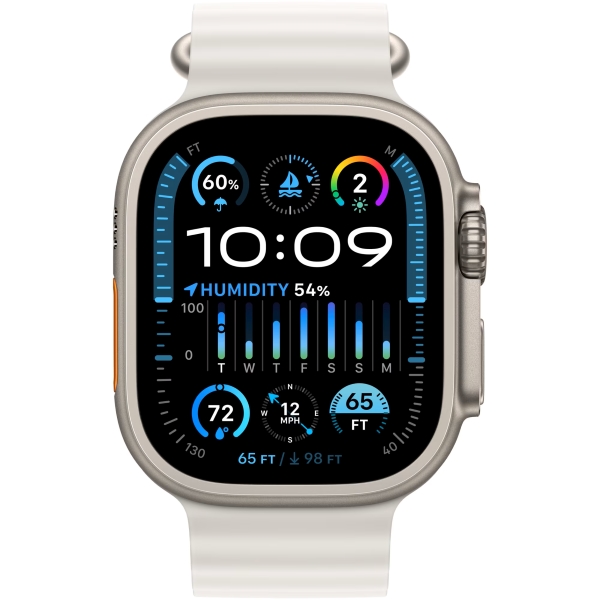 FT
M
60%
2
10:09
HUMIDITY 54%
100
0
T W T F S S M
72
N
W 12 E
MPH
S
65
FT
130
40
65 FT / 98 FT